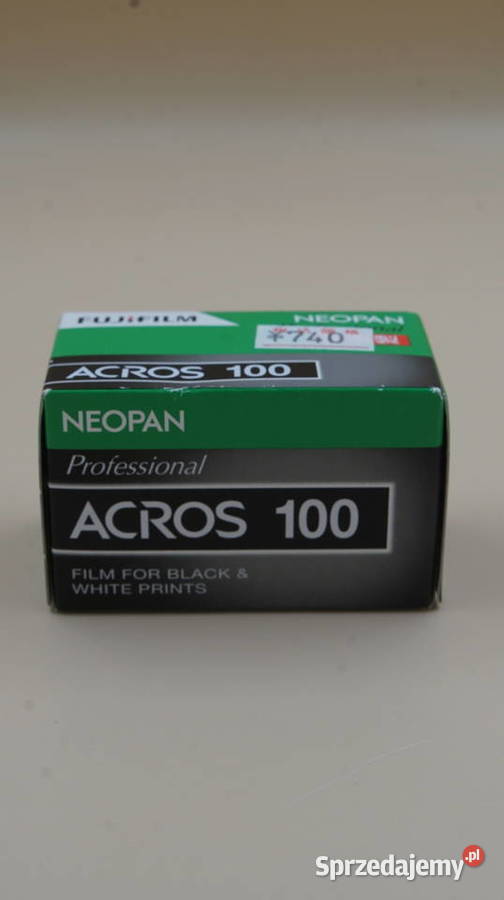 FUJIFILM
NEOPAN
¥740
ACROS 100
NEOPAN
Professional
ACROS 100
FILM FOR BLACK &
WHITE PRINTS
Sprzedajemy.pl